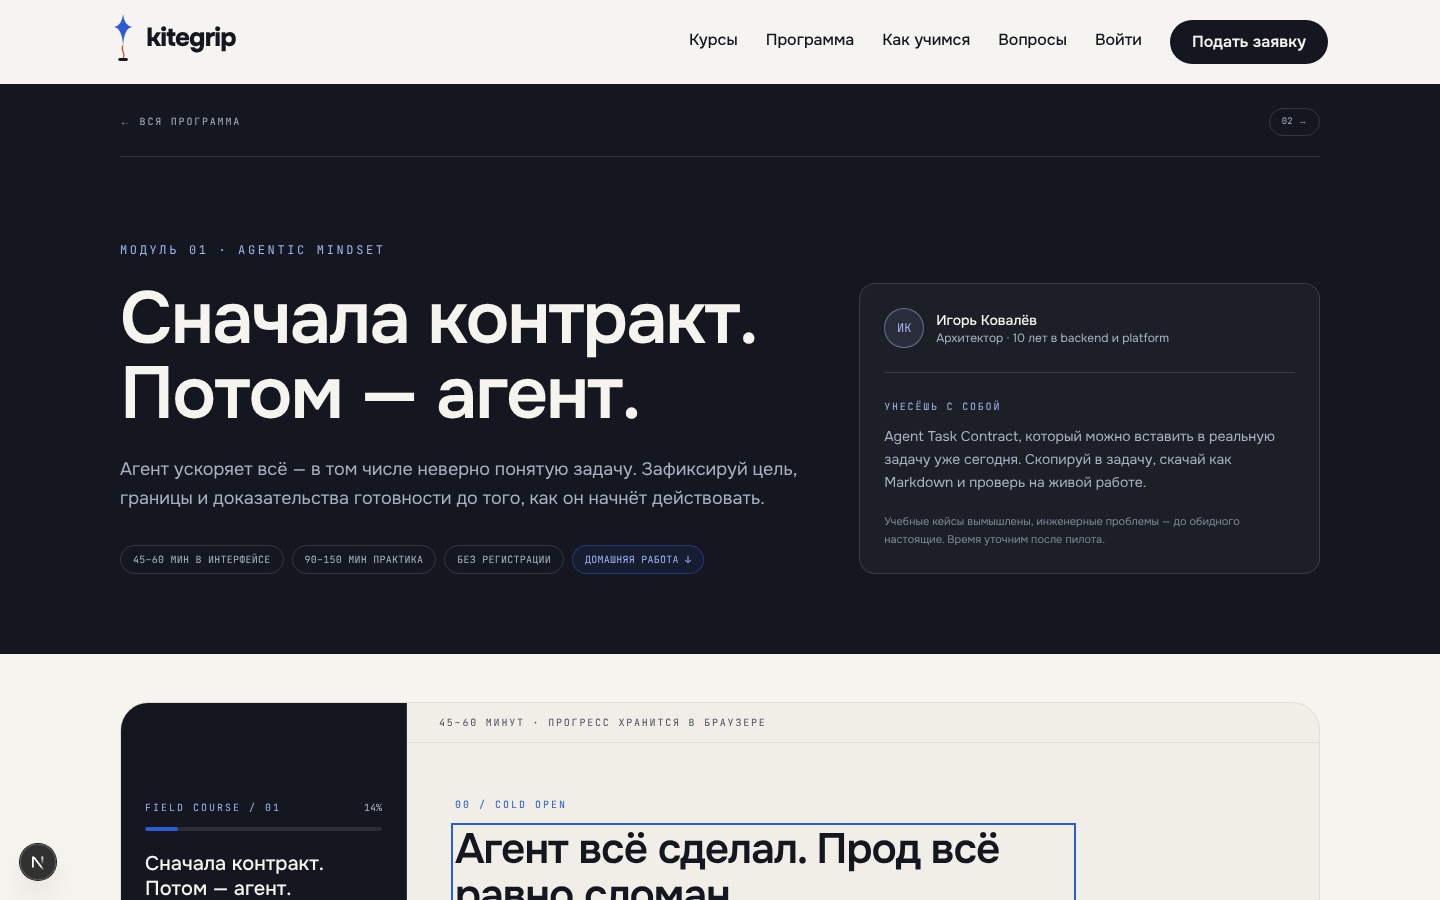 kitegrip
Курсы
Программа
Как учимся
Вопросы
Войти
Подать заявку
← ВСЯ ПРОГРАММА
02 →
МОДУЛЬ 01 · AGENTIC MINDSET
Сначала контракт.
Потом — агент.
Агент ускоряет всё — в том числе неверно понятую задачу. Зафиксируй цель,
границы и доказательства готовности до того, как он начнёт действовать.
45–60 МИН В ИНТЕРФЕЙСЕ
90–150 МИН ПРАКТИКА
БЕЗ РЕГИСТРАЦИИ
ДОМАШНЯЯ РАБОТА ↓
ИК
Игорь Ковалёв
Архитектор · 10 лет в backend и platform
УНЕСЁШЬ С СОБОЙ
Agent Task Contract, который можно вставить в реальную
задачу уже сегодня. Скопируй в задачу, скачай как
Markdown и проверь на живой работе.
Учебные кейсы вымышлены, инженерные проблемы — до обидного
настоящие. Время уточним после пилота.
FIELD COURSE / 01
14%
Сначала контракт.
Потом — агент.
45–60 МИНУТ · ПРОГРЕСС ХРАНИТСЯ В БРАУЗЕРЕ
00 / COLD OPEN
Агент всё сделал. Прод всё
равно сломан
N